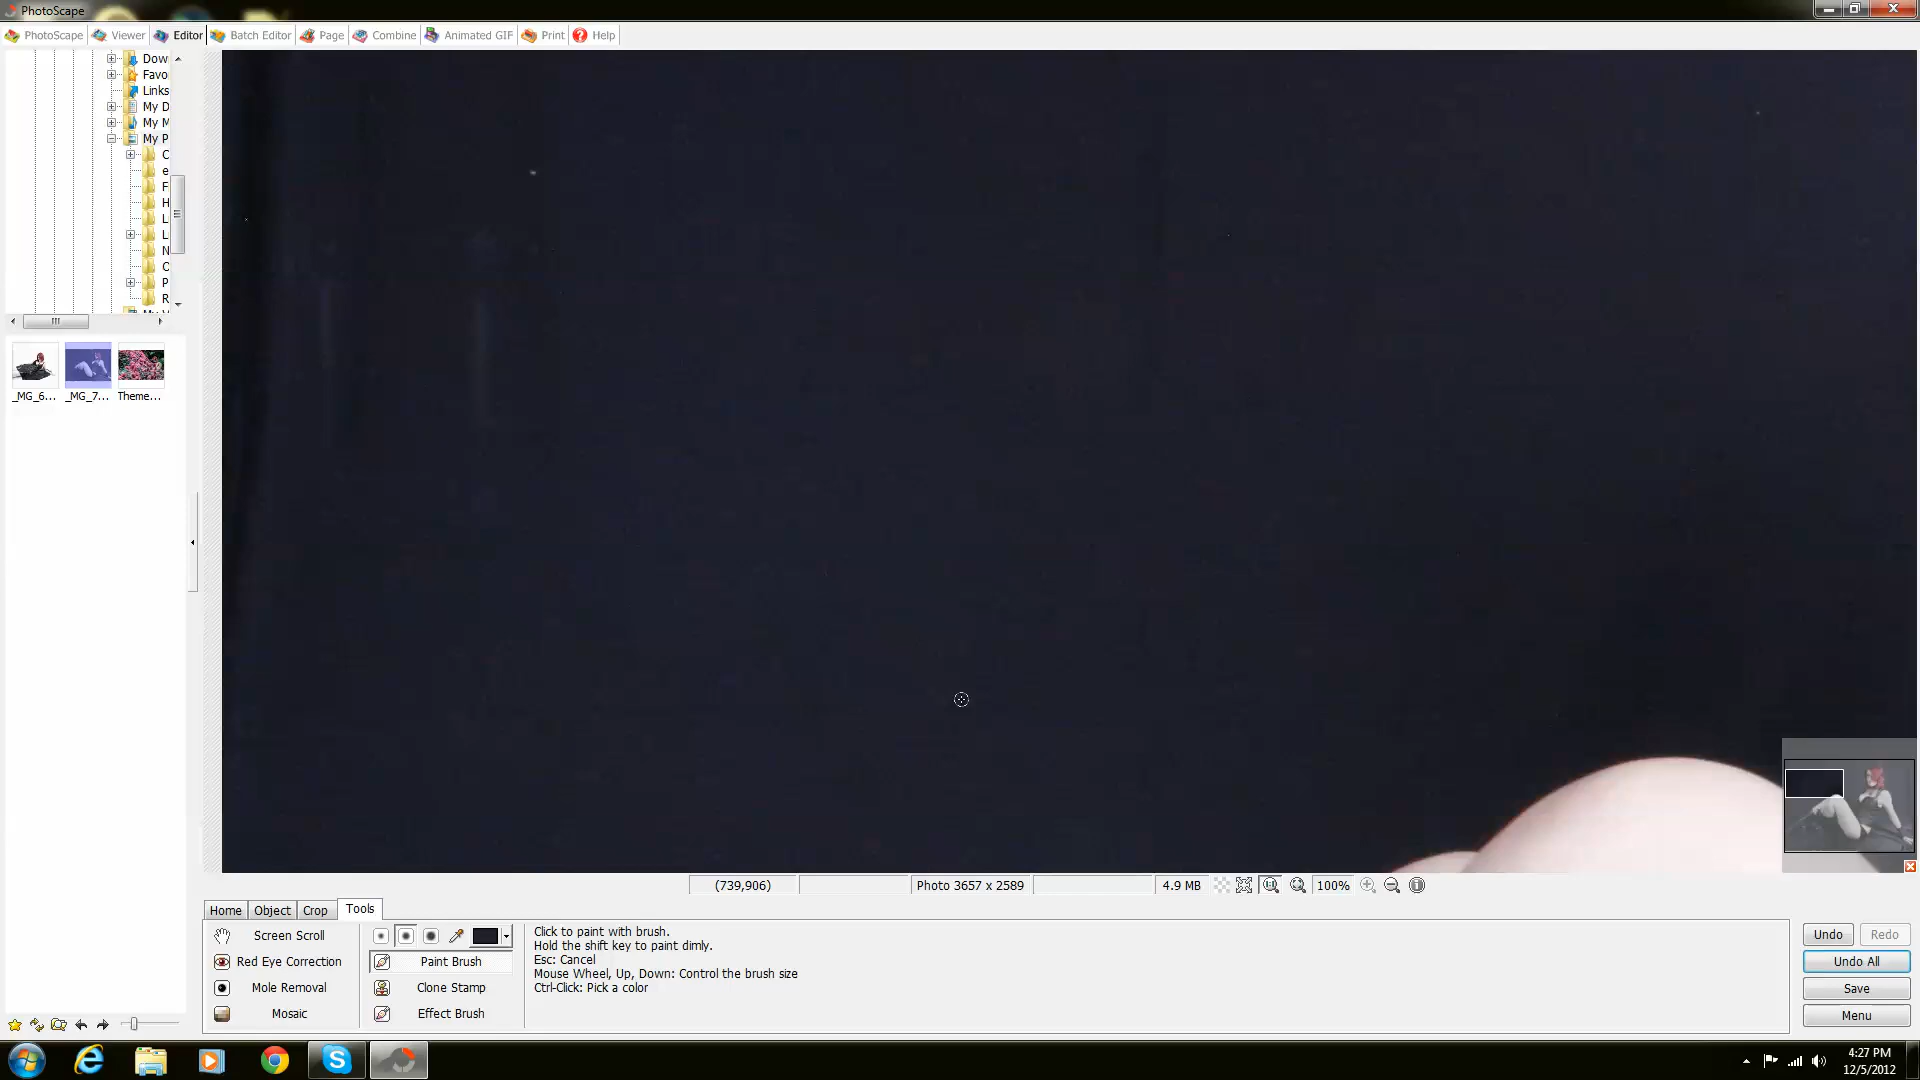 PhotoScape
PhotoScape Viewer Editor Batch Editor Page Combine Animated GIF Print Help
Dow
Favo
Links
My D
My M
My P
C
e
F
H
L
L
N
O
P
R
_MG_6... _MG_7... Theme...
(739,906) Photo 3657 x 2589 4.9 MB 100%
Home Object Crop Tools
Screen Scroll
Red Eye Correction
Mole Removal
Mosaic
Paint Brush
Clone Stamp
Effect Brush
Click to paint with brush.
Hold the shift key to paint dimly.
Esc: Cancel
Mouse Wheel, Up, Down: Control the brush size
Ctrl-Click: Pick a color
Undo Redo
Undo All
Save
Menu
4:27 PM
12/5/2012